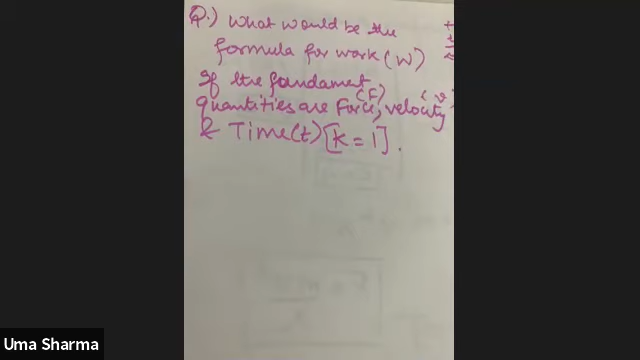 Q.) What would be the
formula for work (W)
If the fundament
quantities are Force (F), velocity (v
& Time(t) [k = 1].
Uma Sharma